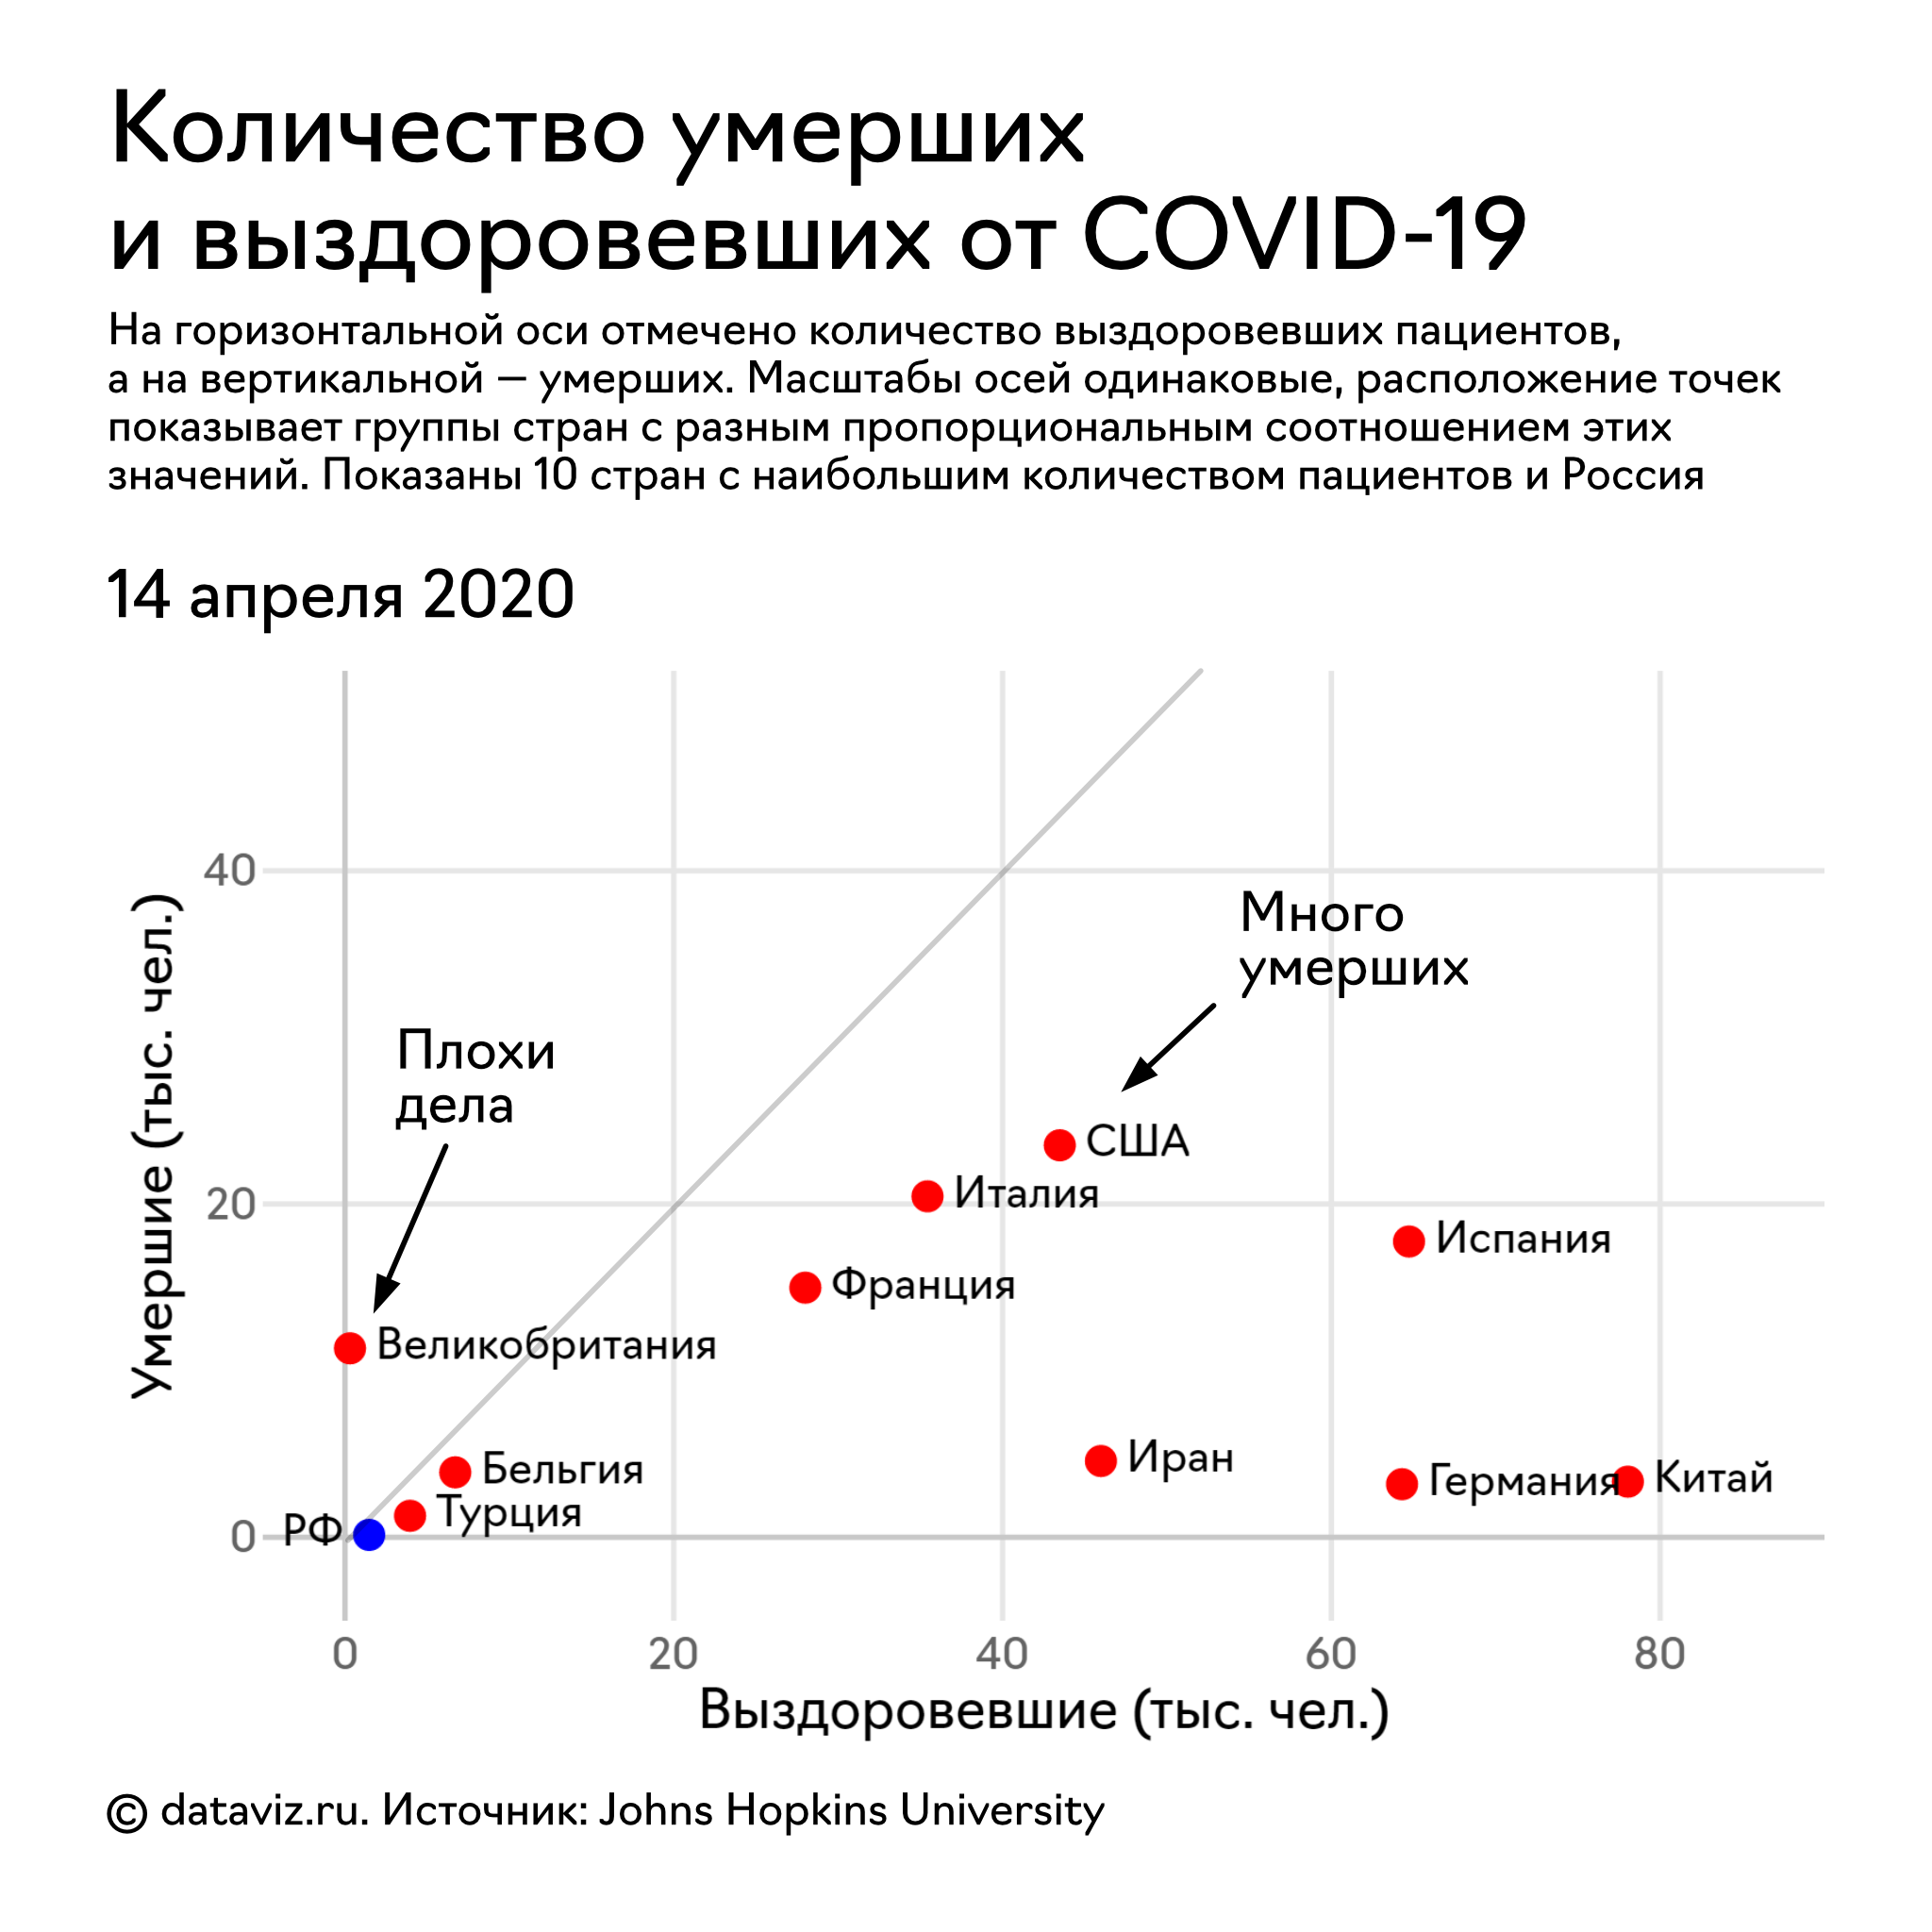 Количество умерших
и выздоровевших от COVID-19
На горизонтальной оси отмечено количество выздоровевших пациентов,
а на вертикальной — умерших. Масштабы осей одинаковые, расположение точек
показывает группы стран с разным пропорциональным соотношением этих
значений. Показаны 10 стран с наибольшим количеством пациентов и Россия
14 апреля 2020
Умершие (тыс. чел.)
40
20
0
Много
умерших
Плохи
дела
США
Италия
Испания
Франция
Великобритания
Иран
Бельгия
Германия
Китай
Турция
РФ
0
20
40
60
80
Выздоровевшие (тыс. чел.)
© dataviz.ru. Источник: Johns Hopkins University